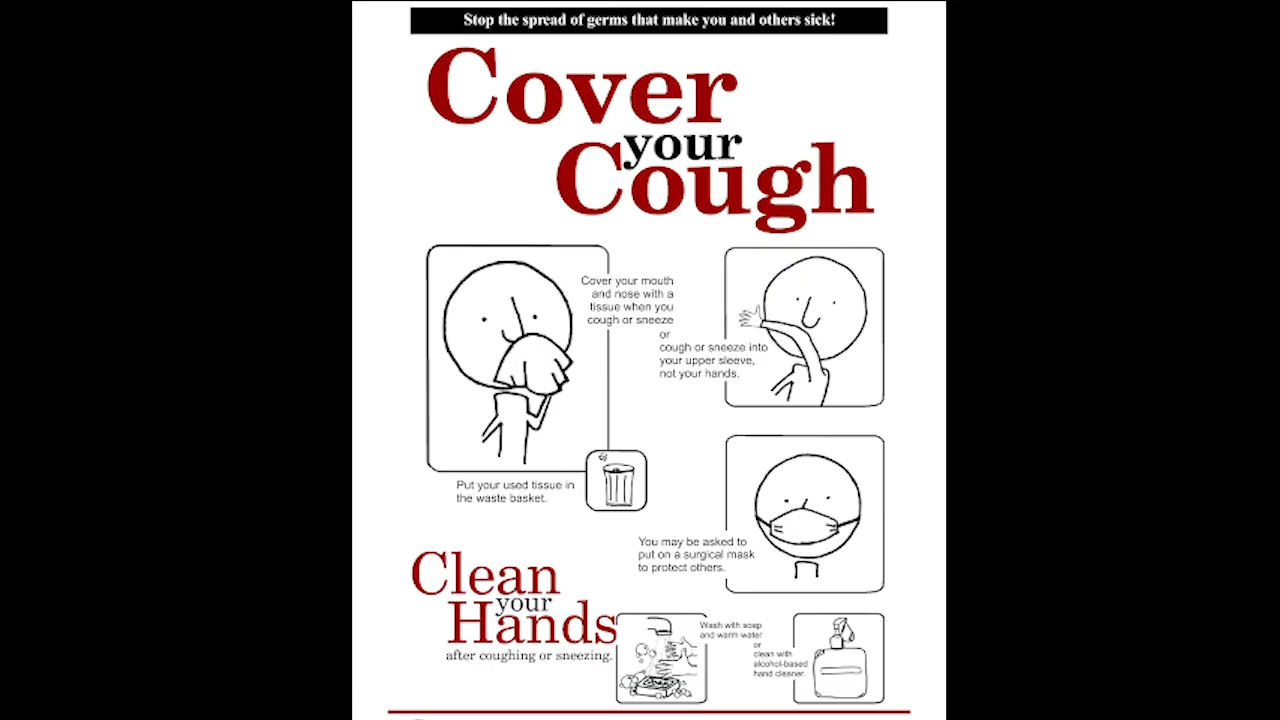 Stop the spread of germs that make you and others sick!
Cover
your
Cough
Cover your mouth
and nose with a
tissue when you
cough or sneeze
or
cough or sneeze into
your upper sleeve,
not your hands.
Put your used tissue in
the waste basket.
You may be asked to
put on a surgical mask
to protect others.
Clean
your
Hands
after coughing or sneezing.
Wash with soap
and warm water
or
clean with
alcohol-based
hand cleaner.